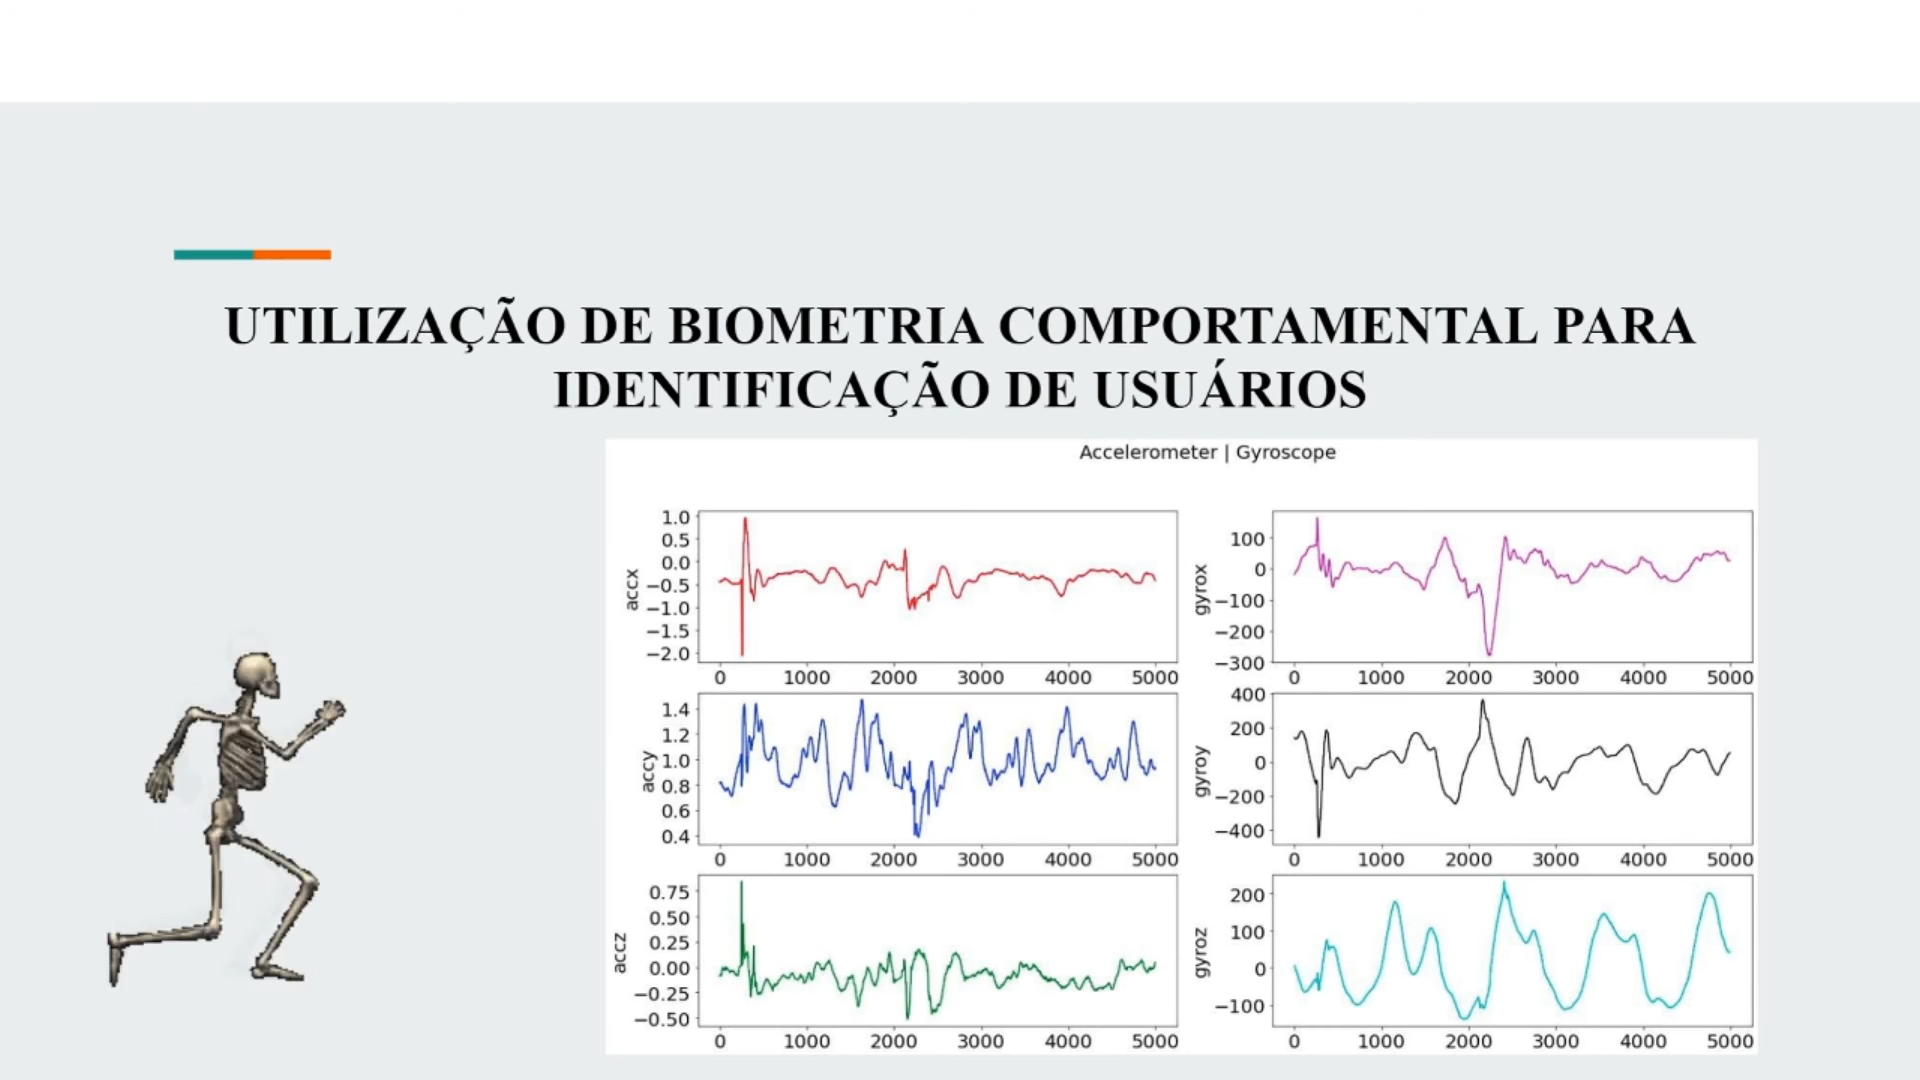 UTILIZAÇÃO DE BIOMETRIA COMPORTAMENTAL PARA
IDENTIFICAÇÃO DE USUÁRIOS
Accelerometer | Gyroscope
accx
1.0
0.5
0.0
−0.5
−1.0
−1.5
−2.0
0 1000 2000 3000 4000 5000
gyrox
100
0
−100
−200
−300
0 1000 2000 3000 4000 5000
accy
1.4
1.2
1.0
0.8
0.6
0.4
0 1000 2000 3000 4000 5000
gyroy
400
200
0
−200
−400
0 1000 2000 3000 4000 5000
accz
0.75
0.50
0.25
0.00
−0.25
−0.50
0 1000 2000 3000 4000 5000
gyroz
200
100
0
−100
0 1000 2000 3000 4000 5000